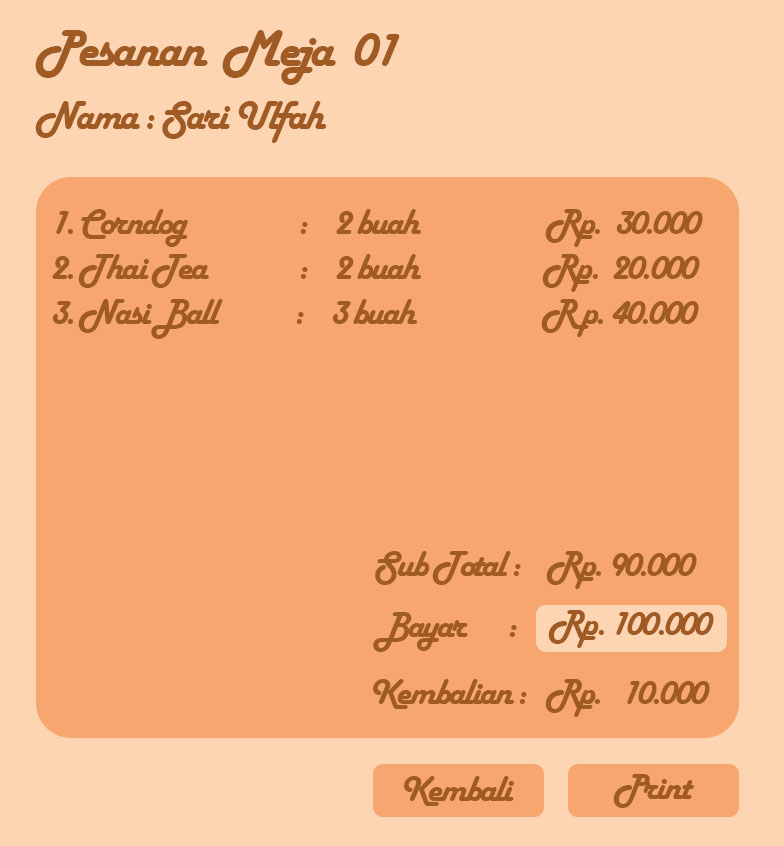 Pesanan Meja 01
Nama : Sari Ulfah
1. Corndog : 2 buah Rp. 30.000
2. Thai Tea : 2 buah Rp. 20.000
3. Nasi Ball : 3 buah Rp. 40.000
Sub Total : Rp. 90.000
Bayar : Rp. 100.000
Kembalian : Rp. 10.000
Kembali Print